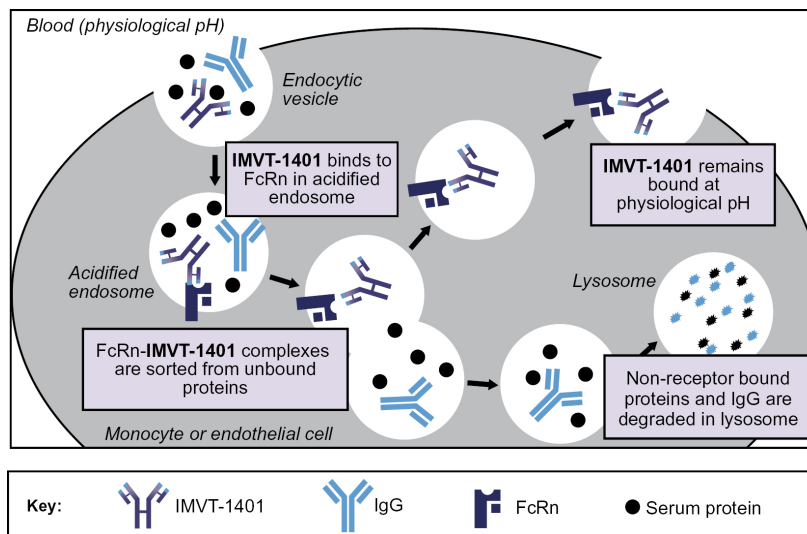 Blood (physiological pH)
Endocytic
vesicle
IMVT-1401 binds to
FcRn in acidified
endosome
IMVT-1401 remains
bound at
physiological pH
Acidified
endosome
Lysosome
FcRn-IMVT-1401 complexes
are sorted from unbound
proteins
Non-receptor bound
proteins and IgG are
degraded in lysosome
Monocyte or endothelial cell
Key:
IMVT-1401
IgG
FcRn
Serum protein